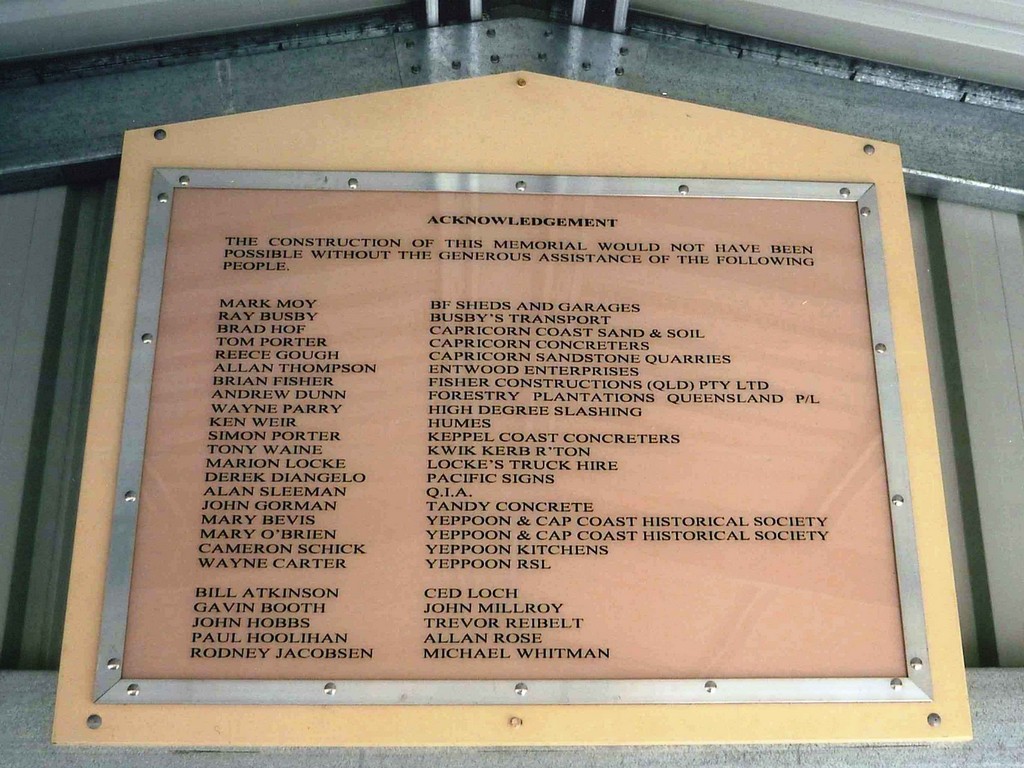 ACKNOWLEDGEMENT
THE CONSTRUCTION OF THIS MEMORIAL WOULD NOT HAVE BEEN
POSSIBLE WITHOUT THE GENEROUS ASSISTANCE OF THE FOLLOWING
PEOPLE.
MARK MOY BF SHEDS AND GARAGES
RAY BUSBY BUSBY'S TRANSPORT
BRAD HOF CAPRICORN COAST SAND & SOIL
TOM PORTER CAPRICORN CONCRETERS
REECE GOUGH CAPRICORN SANDSTONE QUARRIES
ALLAN THOMPSON ENTWOOD ENTERPRISES
BRIAN FISHER FISHER CONSTRUCTIONS (QLD) PTY LTD
ANDREW DUNN FORESTRY PLANTATIONS QUEENSLAND P/L
WAYNE PARRY HIGH DEGREE SLASHING
KEN WEIR HUMES
SIMON PORTER KEPPEL COAST CONCRETERS
TONY WAINE KWIK KERB R'TON
MARION LOCKE LOCKE'S TRUCK HIRE
DEREK DIANGELO PACIFIC SIGNS
ALAN SLEEMAN Q.I.A.
JOHN GORMAN TANDY CONCRETE
MARY BEVIS YEPPOON & CAP COAST HISTORICAL SOCIETY
MARY O'BRIEN YEPPOON & CAP COAST HISTORICAL SOCIETY
CAMERON SCHICK YEPPOON KITCHENS
WAYNE CARTER YEPPOON RSL
BILL ATKINSON CED LOCH
GAVIN BOOTH JOHN MILLROY
JOHN HOBBS TREVOR REIBELT
PAUL HOOLIHAN ALLAN ROSE
RODNEY JACOBSEN MICHAEL WHITMAN